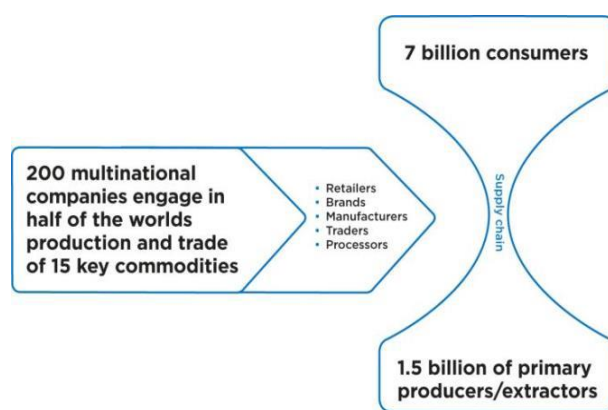 7 billion consumers
200 multinational
companies engage in
half of the worlds
production and trade
of 15 key commodities
• Retailers
• Brands
• Manufacturers
• Traders
• Processors
Supply chain
1.5 billion of primary
producers/extractors